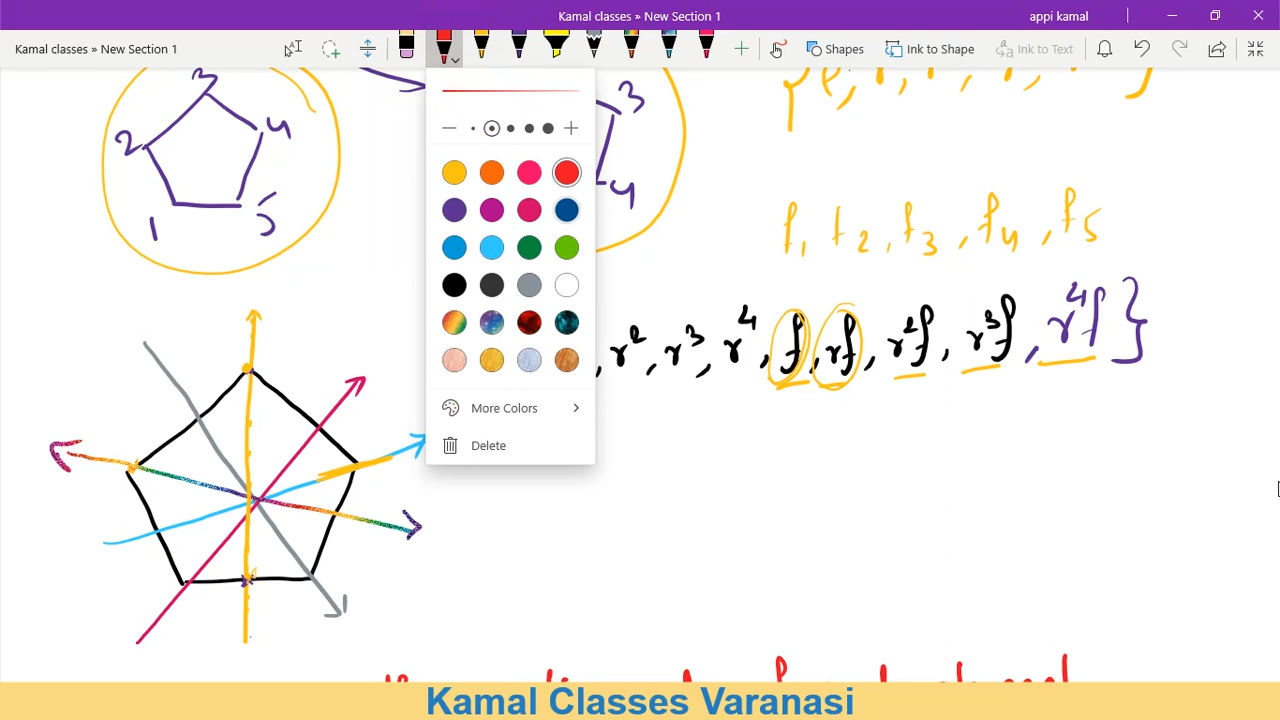 Kamal classes » New Section 1
appi kamal
Kamal classes » New Section 1
Shapes
Ink to Shape
Ink to Text
3
2
4
1
5
3
4
f1, f2, f3, f4, f5
, r², r³, r⁴, f, rf, r²f, r³f, r⁴f }
More Colors
Delete
Kamal Classes Varanasi